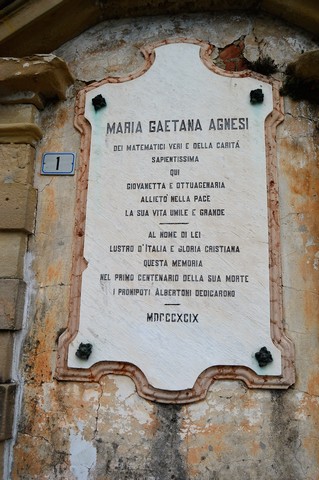 MARIA GAETANA AGNESI
DEI MATEMATICI VERI E DELLA CARITÁ
SAPIENTISSIMA
QUI
GIOVANETTA E OTTUAGENARIA
ALLIETÒ NELLA PACE
LA SUA VITA UMILE E GRANDE
AL NOME DI LEI
LUSTRO D'ITALIA E GLORIA CRISTIANA
QUESTA MEMORIA
NEL PRIMO CENTENARIO DELLA SUA MORTE
I PRONIPOTI ALBERTONI DEDICARONO
MDCCCXCIX
1